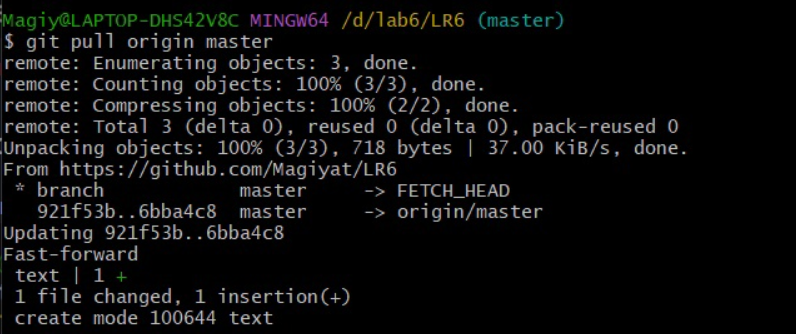 Magiy@LAPTOP-DHS42V8C MINGW64 /d/lab6/LR6 (master)
$ git pull origin master
remote: Enumerating objects: 3, done.
remote: Counting objects: 100% (3/3), done.
remote: Compressing objects: 100% (2/2), done.
remote: Total 3 (delta 0), reused 0 (delta 0), pack-reused 0
Unpacking objects: 100% (3/3), 718 bytes | 37.00 KiB/s, done.
From https://github.com/Magiyat/LR6
 * branch            master     -> FETCH_HEAD
   921f53b..6bba4c8  master     -> origin/master
Updating 921f53b..6bba4c8
Fast-forward
 text | 1 +
 1 file changed, 1 insertion(+)
 create mode 100644 text